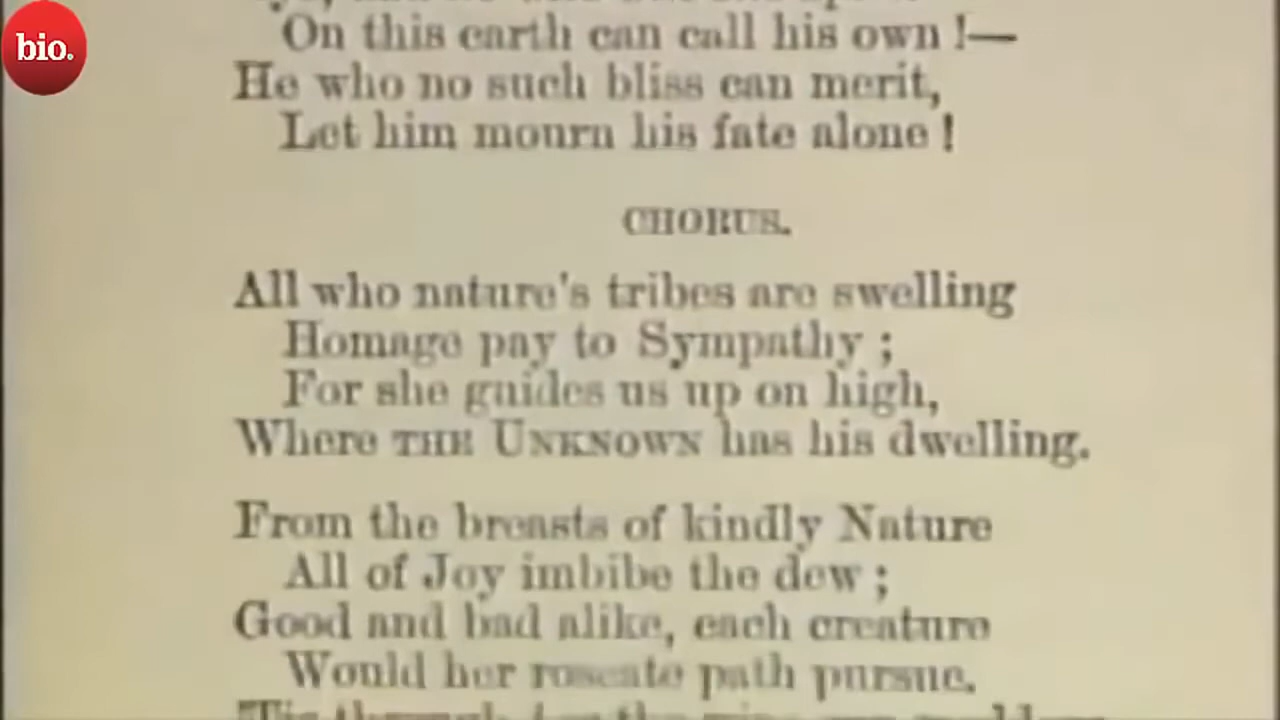 bio.
On this earth can call his own !—
He who no such bliss can merit,
Let him mourn his fate alone !
CHORUS.
All who nature's tribes are swelling
Homage pay to Sympathy ;
For she guides us up on high,
Where THE UNKNOWN has his dwelling.
From the breasts of kindly Nature
All of Joy imbibe the dew ;
Good and bad alike, each creature
Would her roseate path pursue.